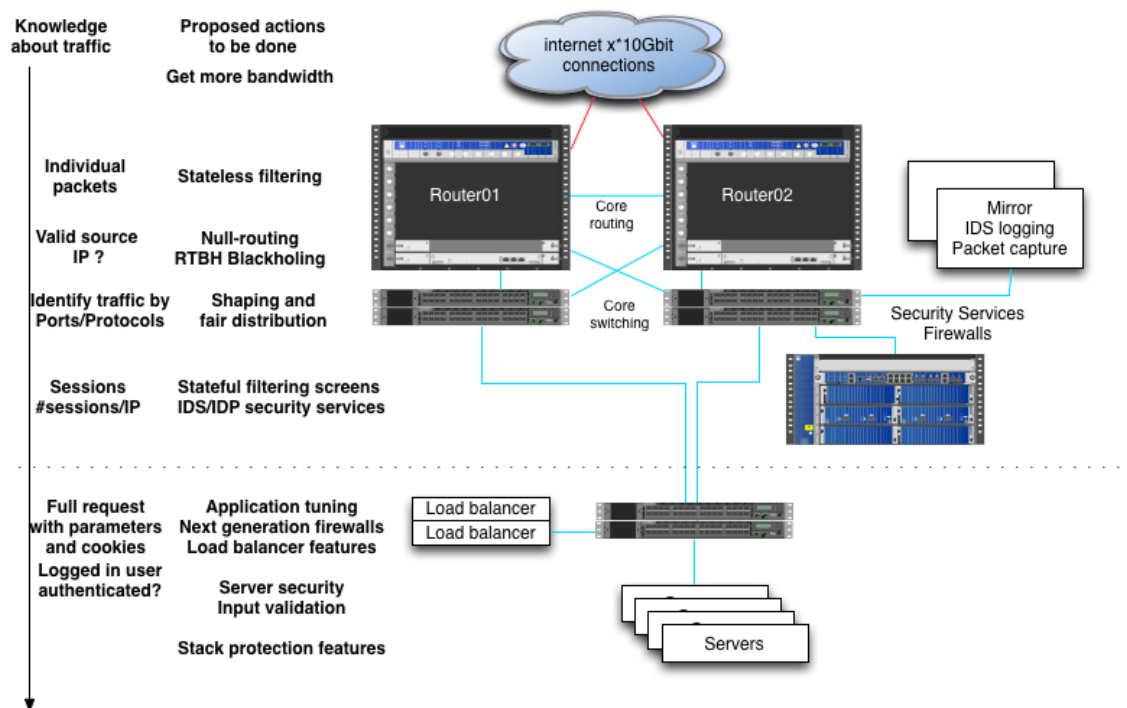 Knowledge
about traffic
Proposed actions
to be done
Get more bandwidth
internet x*10Gbit
connections
Individual
packets
Stateless filtering
Router01
Router02
Core
routing
Mirror
IDS logging
Packet capture
Valid source
IP ?
Null-routing
RTBH Blackholing
Identify traffic by
Ports/Protocols
Shaping and
fair distribution
Core
switching
Security Services
Firewalls
Sessions
#sessions/IP
Stateful filtering screens
IDS/IDP security services
Full request
with parameters
and cookies
Logged in user
authenticated?
Application tuning
Next generation firewalls
Load balancer features
Load balancer
Load balancer
Server security
Input validation
Stack protection features
Servers